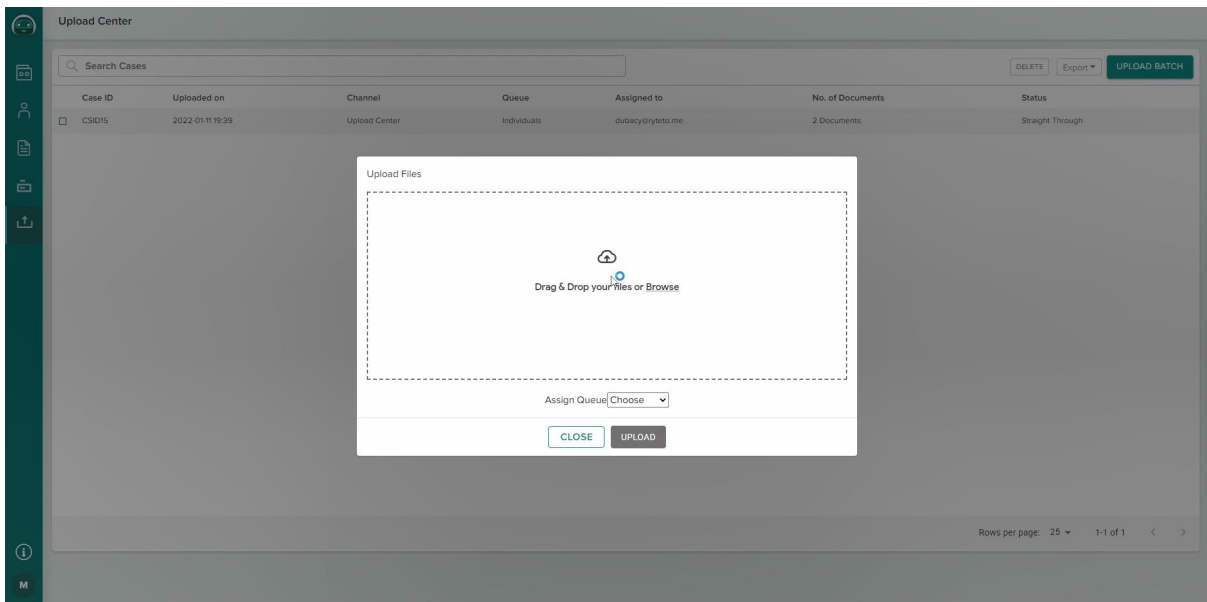 Upload Center
Search Cases
DELETE Export UPLOAD BATCH
Case ID Uploaded on Channel Queue Assigned to No. of Documents Status
CSID15 2022-01-11 19:39 Upload Center Individuals dubacy@ryteto.me 2 Documents Straight Through
Upload Files
Drag & Drop your files or Browse
Assign Queue Choose
CLOSE UPLOAD
Rows per page: 25 1-1 of 1
M